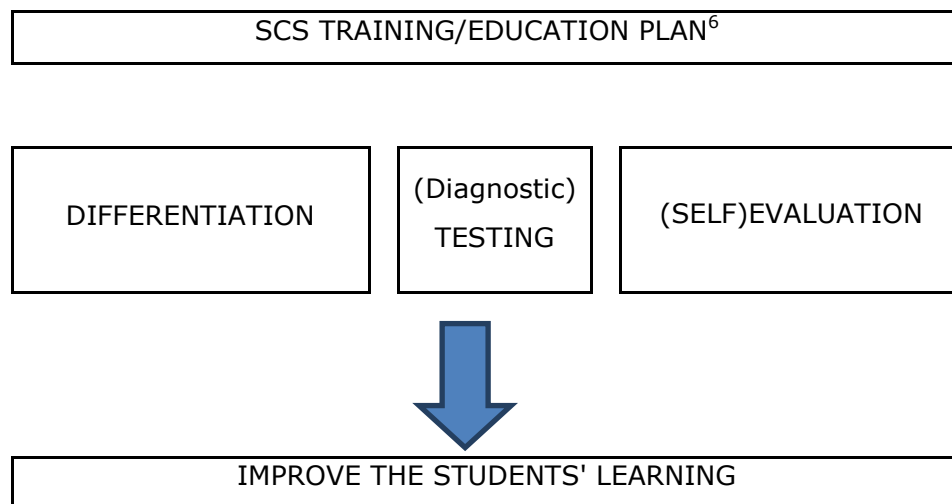 SCS TRAINING/EDUCATION PLAN⁶
DIFFERENTIATION
(Diagnostic)
TESTING
(SELF)EVALUATION
IMPROVE THE STUDENTS' LEARNING